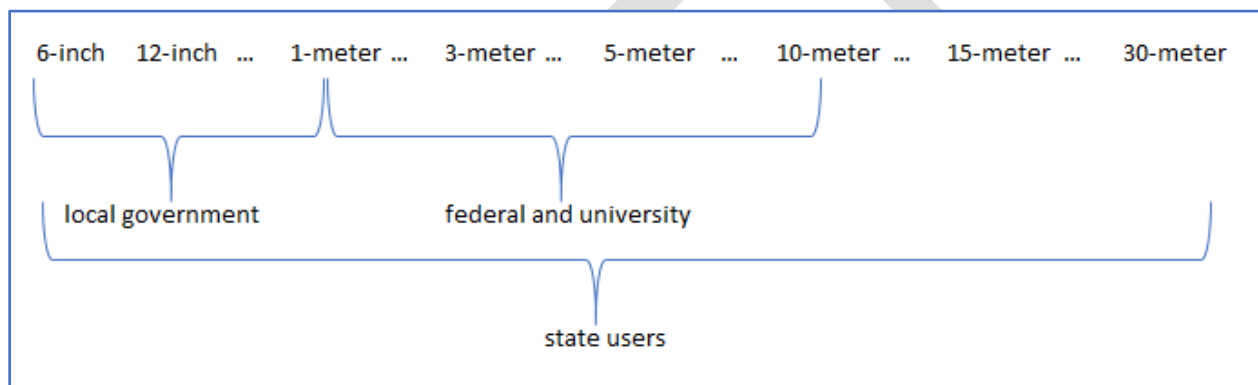 6-inch 12-inch ... 1-meter ... 3-meter ... 5-meter ... 10-meter ... 15-meter ... 30-meter
local government federal and university
state users